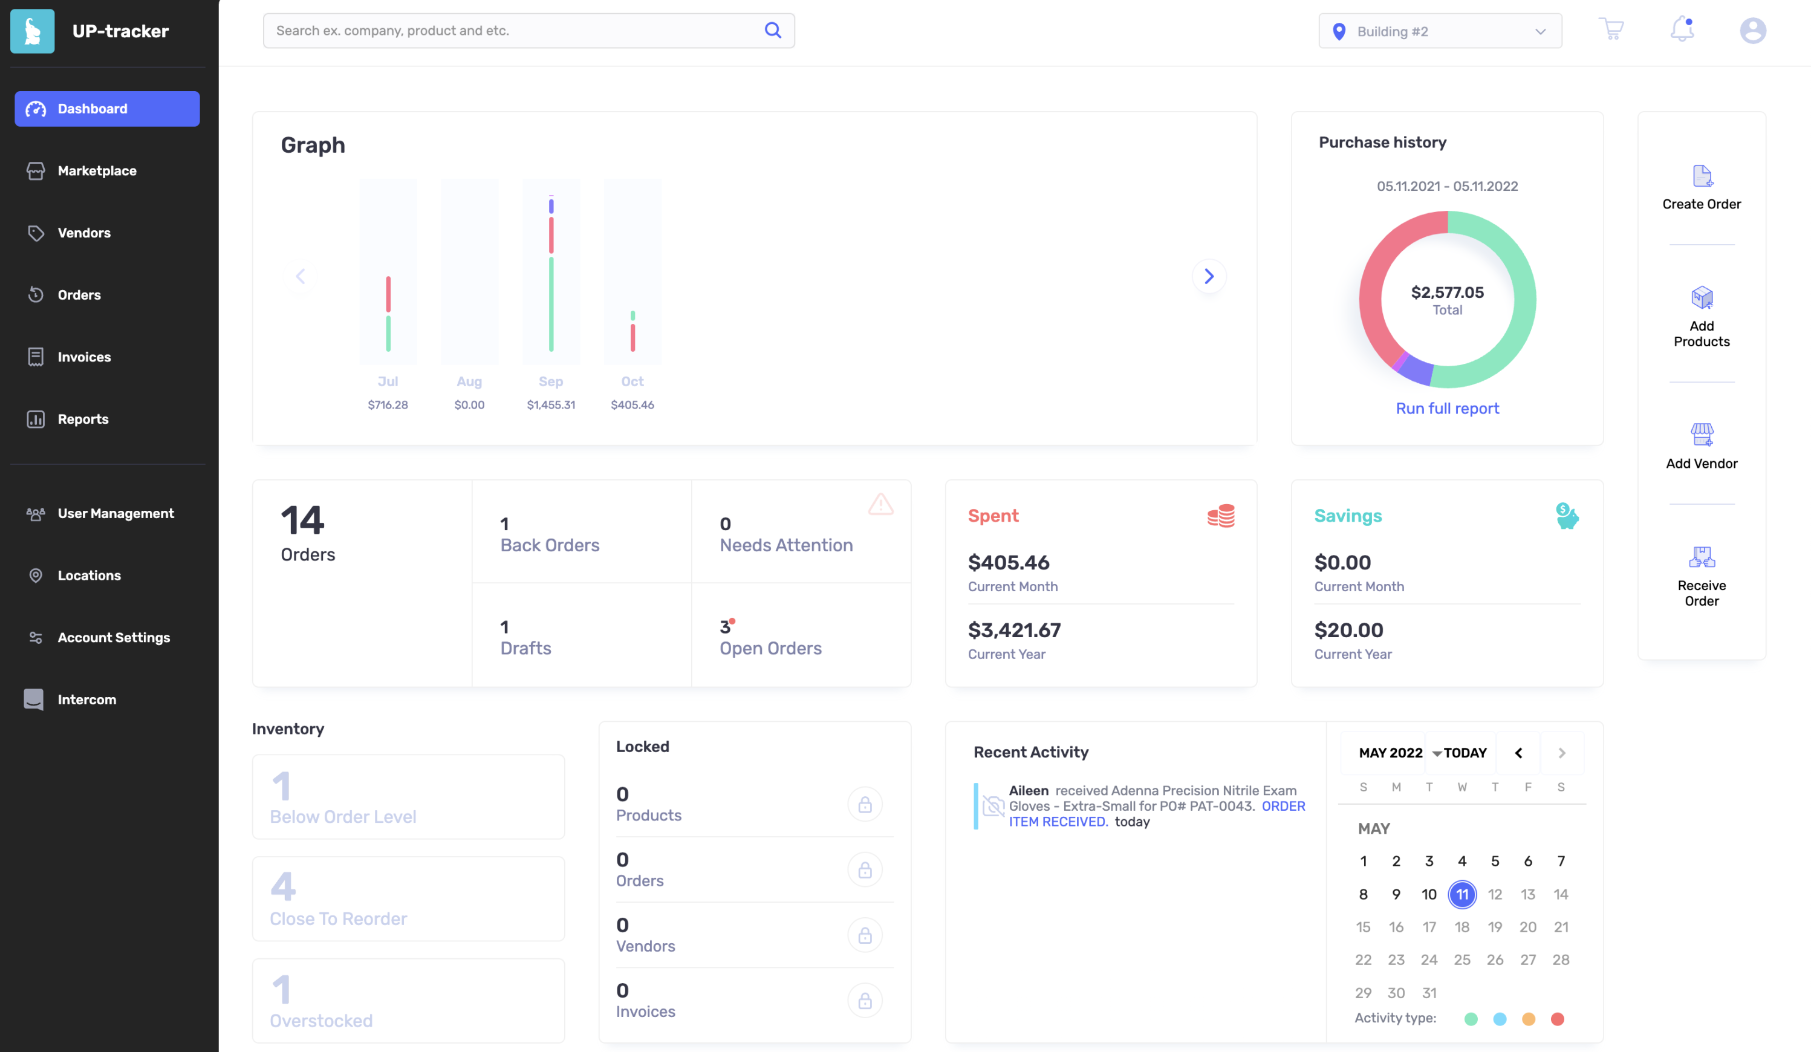 UP-tracker
Search ex. company, product and etc.
Building #2
Dashboard
Marketplace
Vendors
Orders
Invoices
Reports
User Management
Locations
Account Settings
Intercom
Graph
Jul
Aug
Sep
Oct
$716.28
$0.00
$1,455.31
$405.46
Purchase history
05.11.2021 - 05.11.2022
$2,577.05
Total
Run full report
Create Order
Add
Products
Add Vendor
Receive
Order
14
Orders
1
Back Orders
0
Needs Attention
1
Drafts
3
Open Orders
Spent
$405.46
Current Month
$3,421.67
Current Year
Savings
$0.00
Current Month
$20.00
Current Year
Inventory
1
Below Order Level
4
Close To Reorder
1
Overstocked
Locked
0
Products
0
Orders
0
Vendors
0
Invoices
Recent Activity
Aileen received Adenna Precision Nitrile Exam
Gloves - Extra-Small for PO# PAT-0043. ORDER
ITEM RECEIVED. today
MAY 2022 TODAY
S M T W T F S
MAY
1 2 3 4 5 6 7
8 9 10 11 12 13 14
15 16 17 18 19 20 21
22 23 24 25 26 27 28
29 30 31
Activity type: